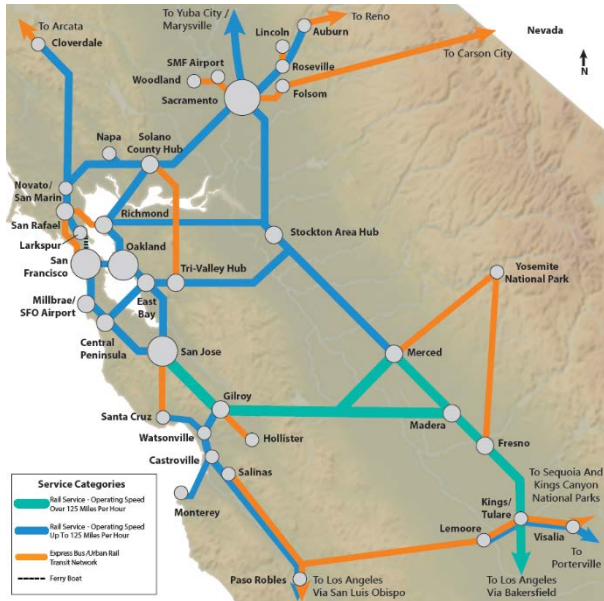 To Yuba City /
Marysville
To Reno
Nevada
To Arcata
Cloverdale
Lincoln
Auburn
To Carson City
N
SMF Airport
Woodland
Roseville
Sacramento
Folsom
Napa
Solano
County Hub
Novato/
San Marin
San Rafael
Richmond
Larkspur
Oakland
Stockton Area Hub
San
Francisco
Tri-Valley Hub
Yosemite
National Park
Millbrae/
SFO Airport
East
Bay
Central
Peninsula
San Jose
Merced
Gilroy
Santa Cruz
Madera
Watsonville
Hollister
Fresno
Castroville
Salinas
To Sequoia And
Kings Canyon
National Parks
Monterey
Kings/
Tulare
Lemoore
Visalia
To
Porterville
Paso Robles
To Los Angeles
Via San Luis Obispo
To Los Angeles
Via Bakersfield
Service Categories
Rail Service - Operating Speed
Over 125 Miles Per Hour
Rail Service - Operating Speed
Up To 125 Miles Per Hour
Express Bus /Urban Rail
Transit Network
Ferry Boat